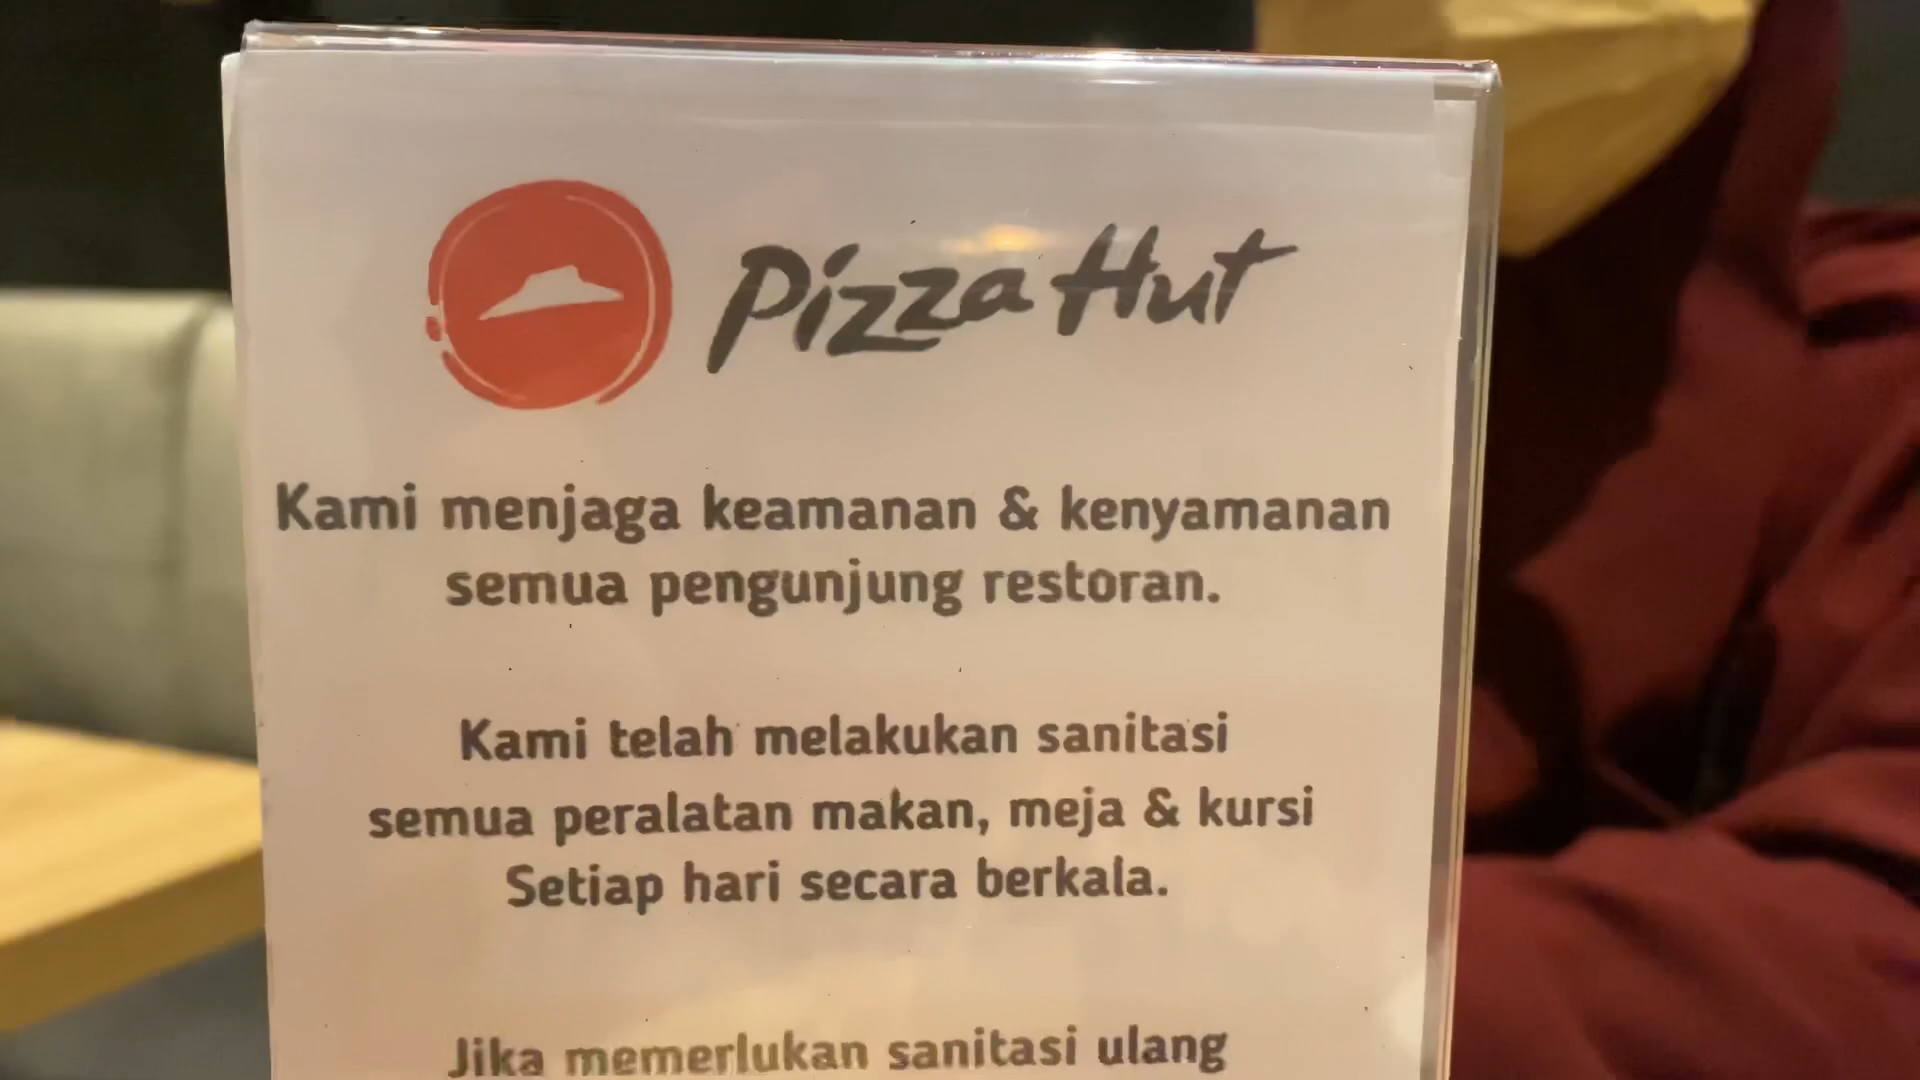 Pizza Hut
Kami menjaga keamanan & kenyamanan
semua pengunjung restoran.
Kami telah melakukan sanitasi
semua peralatan makan, meja & kursi
Setiap hari secara berkala.
Jika memerlukan sanitasi ulang